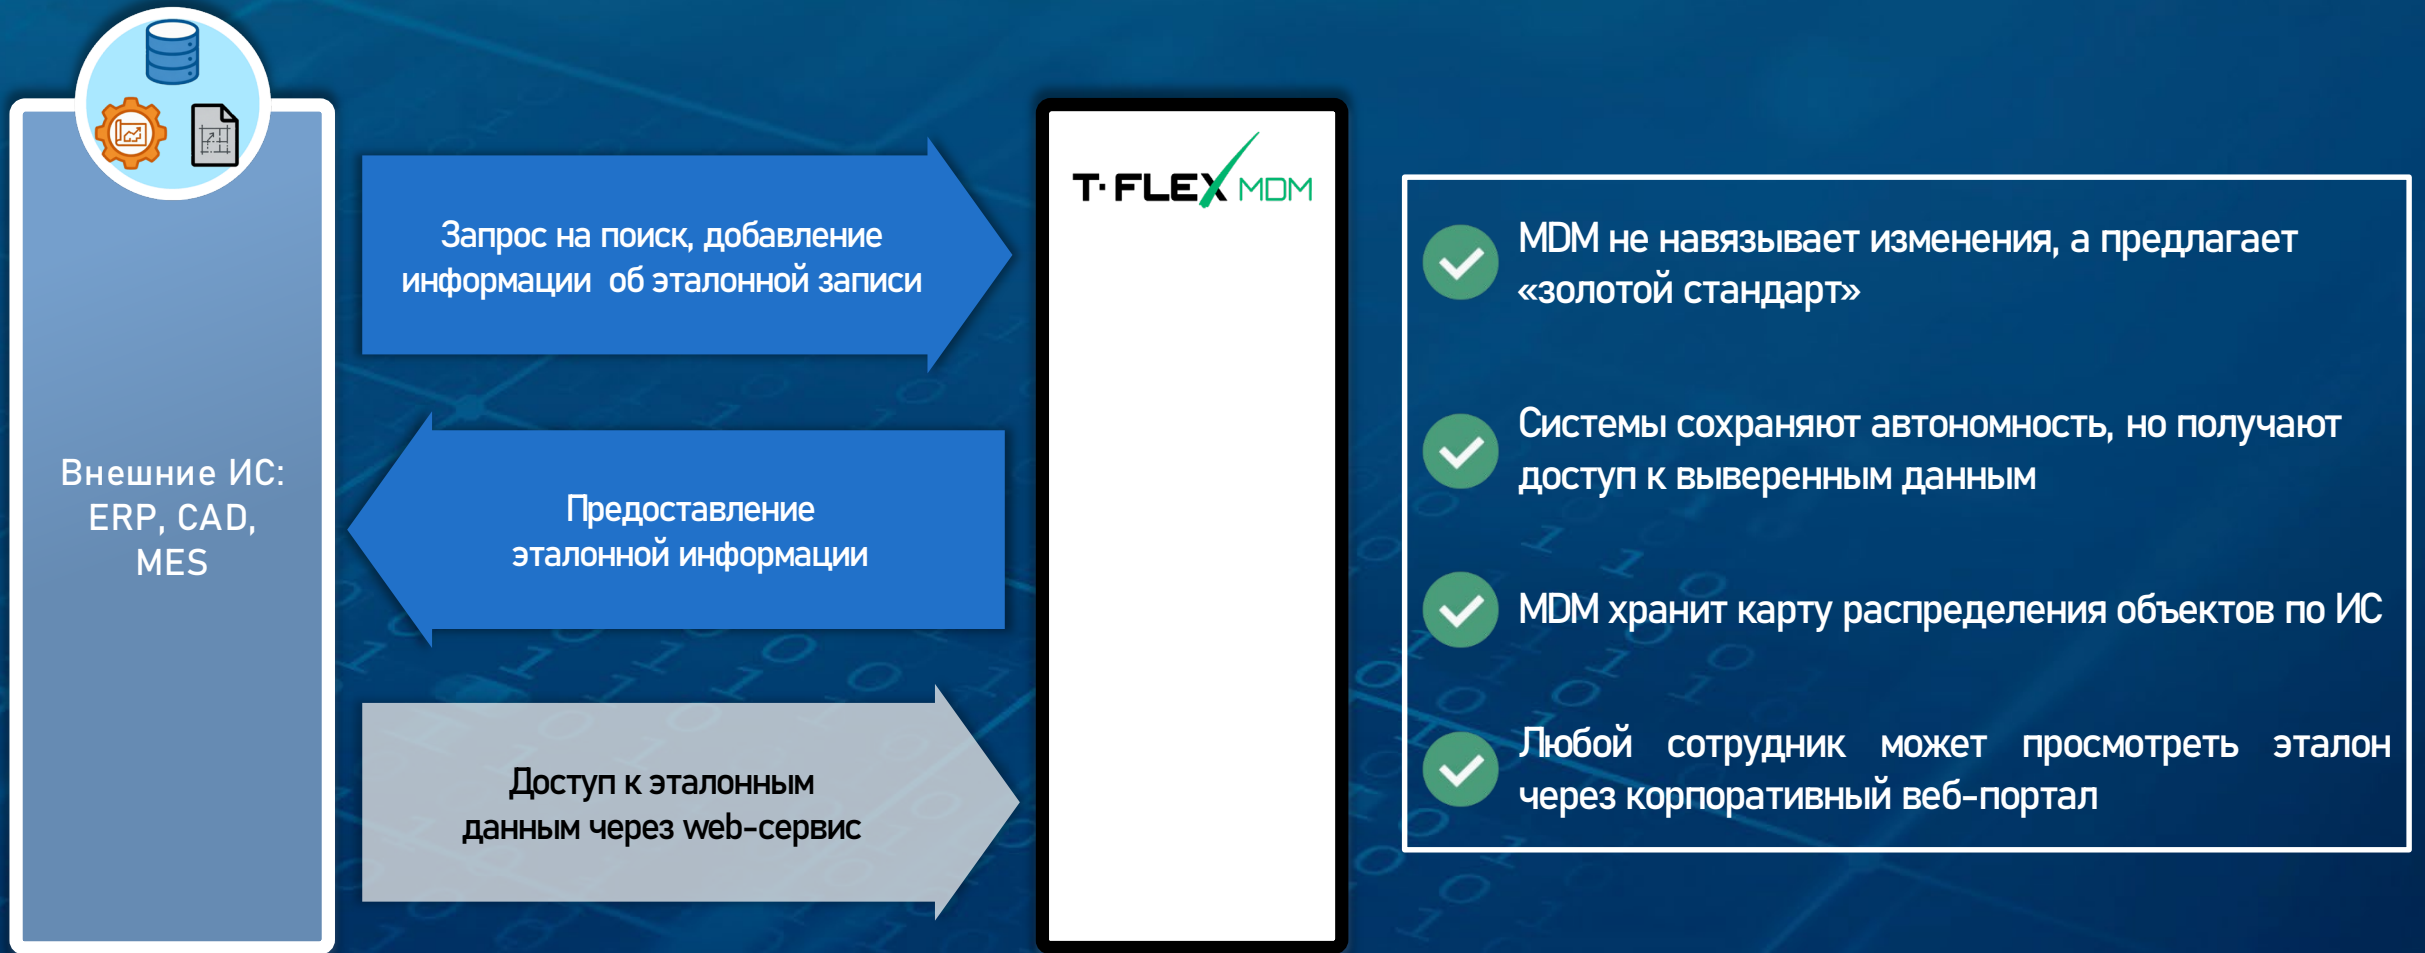 Внешние ИС:
ERP, CAD,
MES
Запрос на поиск, добавление
информации об эталонной записи
Предоставление
эталонной информации
Доступ к эталонным
данным через web-сервис
T·FLEX MDM
MDM не навязывает изменения, а предлагает
«золотой стандарт»
Системы сохраняют автономность, но получают
доступ к выверенным данным
MDM хранит карту распределения объектов по ИС
Любой сотрудник может просмотреть эталон
через корпоративный веб-портал